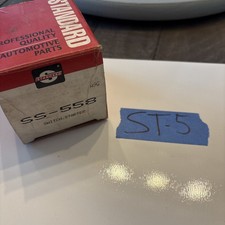 STANDARD
PROFESSIONAL
QUALITY
AUTOMOTIVE
PARTS
SS-558
ST-5